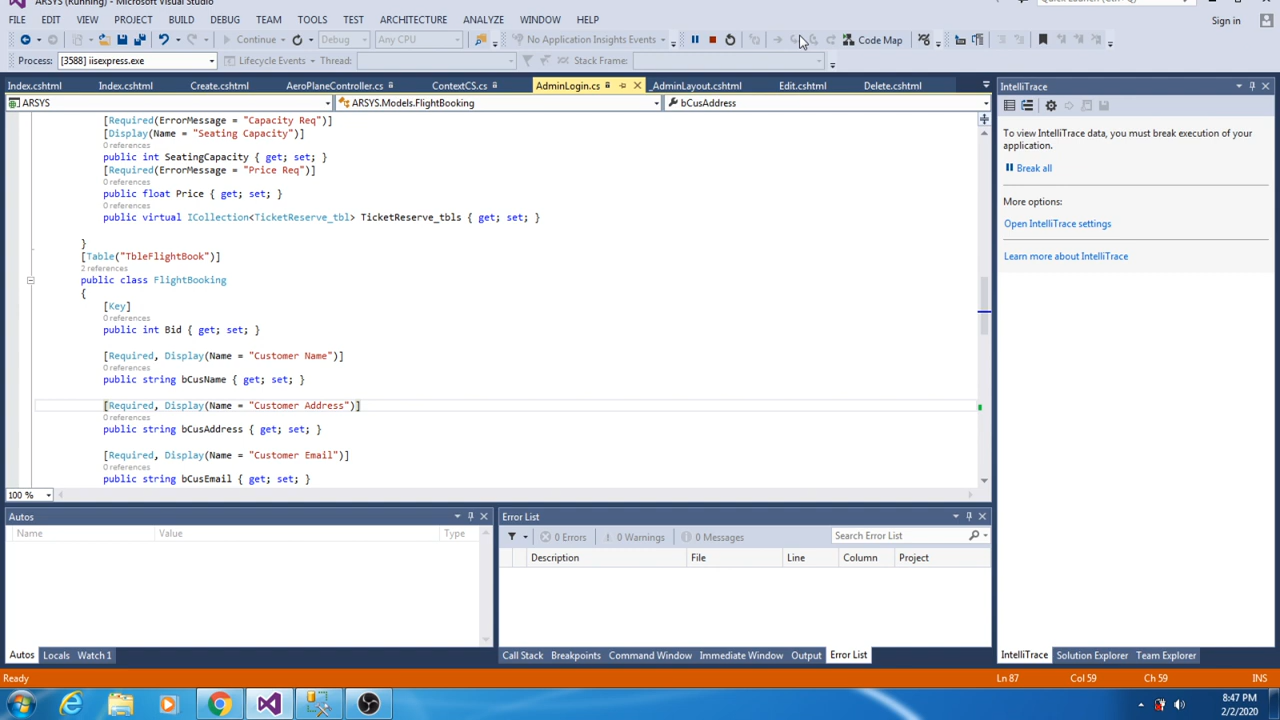 ARSYS (Running) - Microsoft Visual Studio
Quick Launch (Ctrl+Q)
FILE EDIT VIEW PROJECT BUILD DEBUG TEAM TOOLS TEST ARCHITECTURE ANALYZE WINDOW HELP
Sign in
Continue Debug Any CPU No Application Insights Events Code Map
Process: [3588] iisexpress.exe Lifecycle Events Thread: Stack Frame:
Index.cshtml Index.cshtml Create.cshtml AeroPlaneController.cs ContextCS.cs AdminLogin.cs _AdminLayout.cshtml Edit.cshtml Delete.cshtml
ARSYS ARSYS.Models.FlightBooking bCusAddress
[Required(ErrorMessage = "Capacity Req")]
[Display(Name = "Seating Capacity")]
0 references
public int SeatingCapacity { get; set; }
[Required(ErrorMessage = "Price Req")]
0 references
public float Price { get; set; }
0 references
public virtual ICollection<TicketReserve_tbl> TicketReserve_tbls { get; set; }
}
[Table("TbleFlightBook")]
2 references
public class FlightBooking
{
[Key]
0 references
public int Bid { get; set; }
[Required, Display(Name = "Customer Name")]
0 references
public string bCusName { get; set; }
[Required, Display(Name = "Customer Address")]
0 references
public string bCusAddress { get; set; }
[Required, Display(Name = "Customer Email")]
0 references
public string bCusEmail { get; set; }
100 %
IntelliTrace
To view IntelliTrace data, you must break execution of your
application.
Break all
More options:
Open IntelliTrace settings
Learn more about IntelliTrace
Autos
Name Value Type
Error List
0 Errors 0 Warnings 0 Messages Search Error List
Description File Line Column Project
Autos Locals Watch 1
Call Stack Breakpoints Command Window Immediate Window Output Error List
IntelliTrace Solution Explorer Team Explorer
Ready Ln 87 Col 59 Ch 59 INS
8:47 PM
2/2/2020